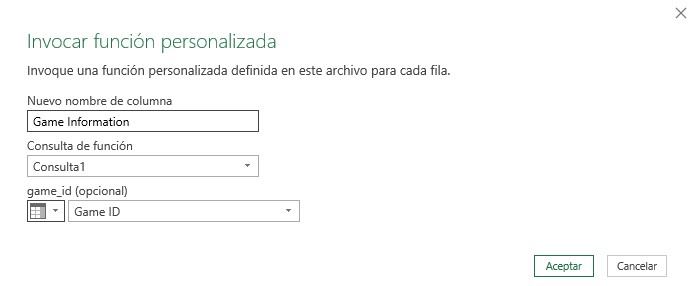 Invocar función personalizada
Invoque una función personalizada definida en este archivo para cada fila.
Nuevo nombre de columna
Game Information
Consulta de función
Consulta1
game_id (opcional)
Game ID
Aceptar
Cancelar